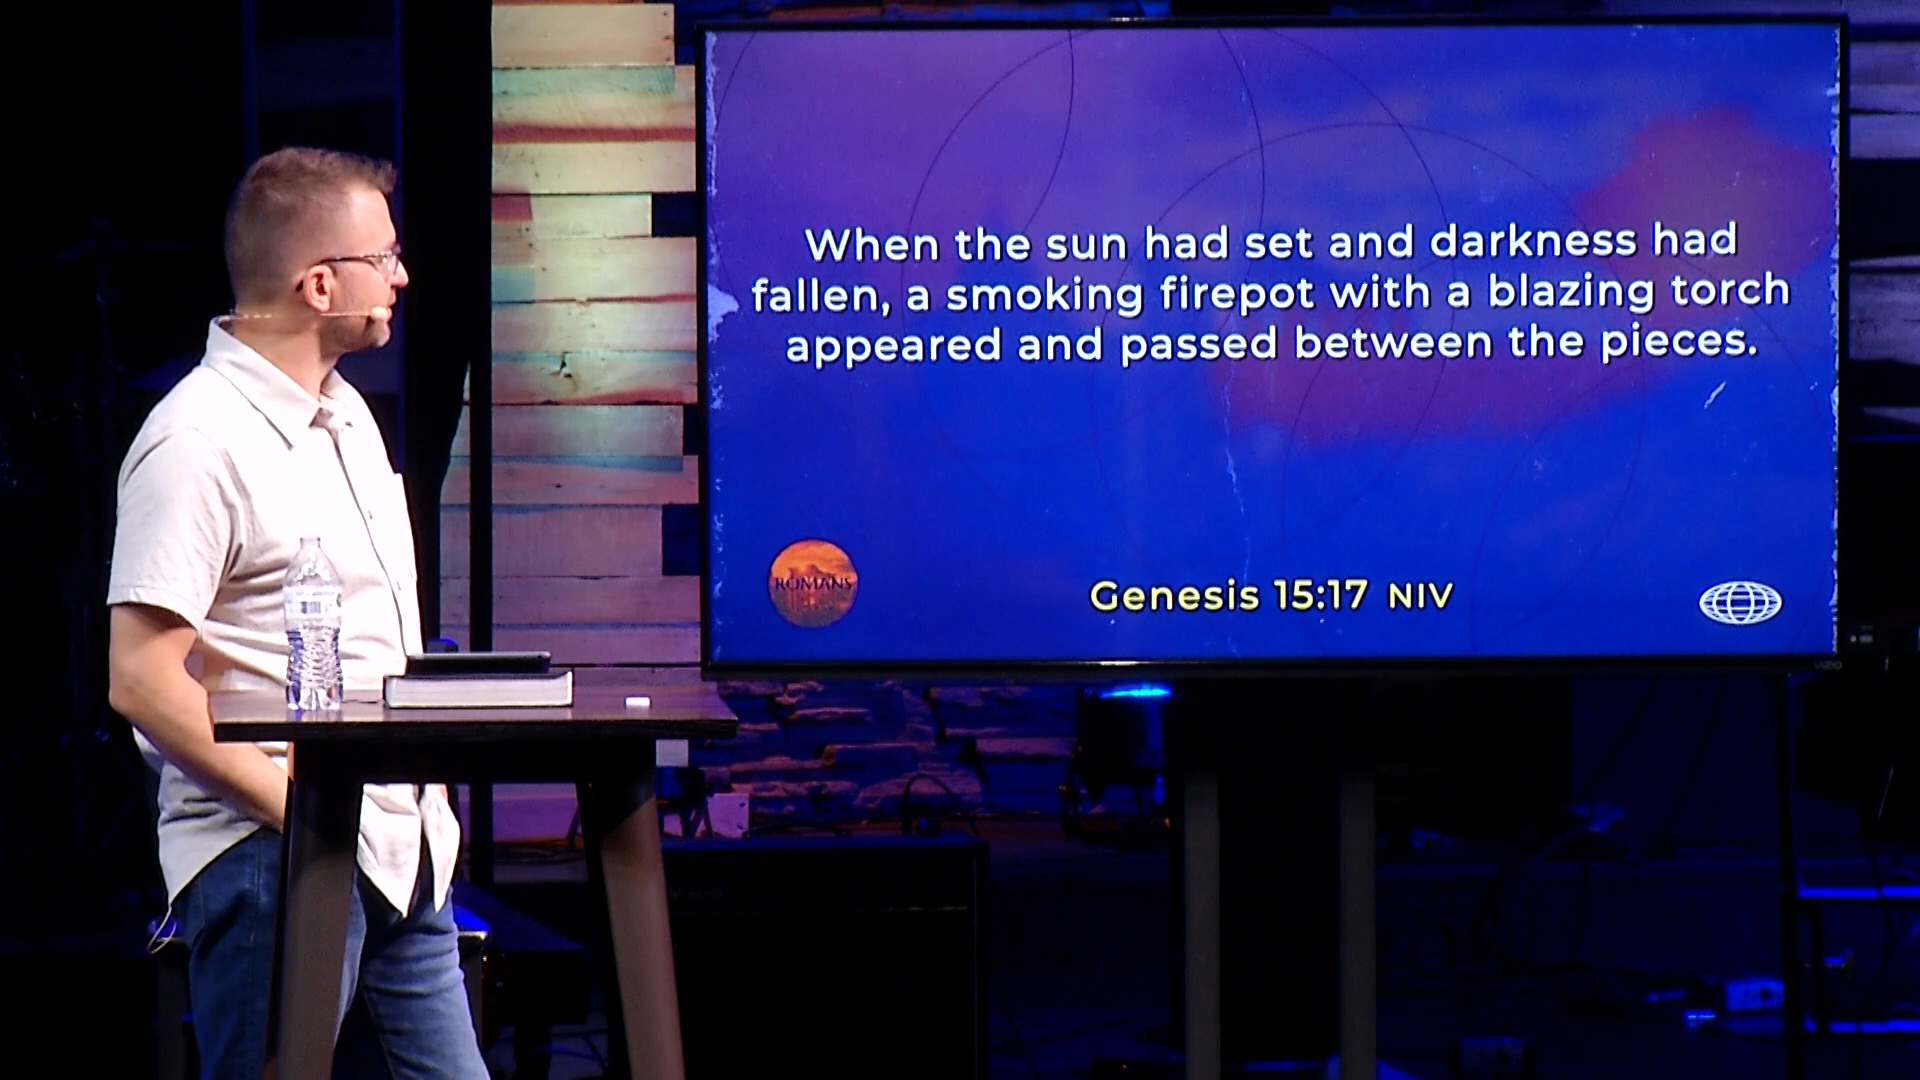 When the sun had set and darkness had
fallen, a smoking firepot with a blazing torch
appeared and passed between the pieces.
ROMANS
Genesis 15:17 NIV
VIZIO